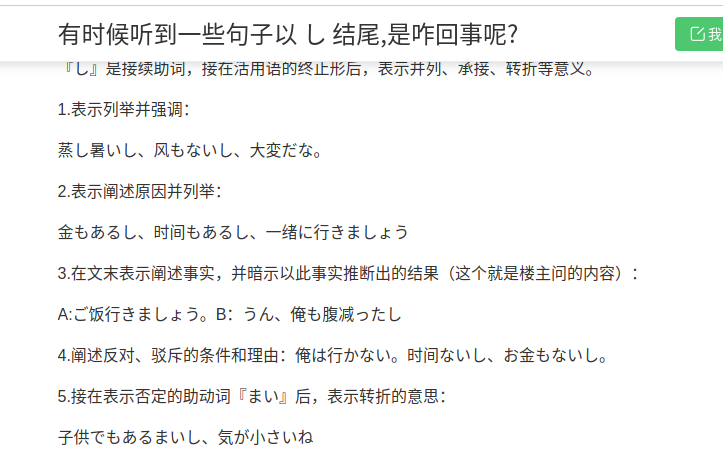 有时候听到一些句子以 し 结尾,是咋回事呢?
我
『し』是接续助词，接在活用语的终止形后，表示并列、承接、转折等意义。
1.表示列举并强调：
蒸し暑いし、风もないし、大変だな。
2.表示阐述原因并列举：
金もあるし、时间もあるし、一绪に行きましょう
3.在文末表示阐述事实，并暗示以此事实推断出的结果（这个就是楼主问的内容）：
A:ご饭行きましょう。B：うん、俺も腹减ったし
4.阐述反对、驳斥的条件和理由：俺は行かない。时间ないし、お金もないし。
5.接在表示否定的助动词『まい』后，表示转折的意思：
子供でもあるまいし、気が小さいね